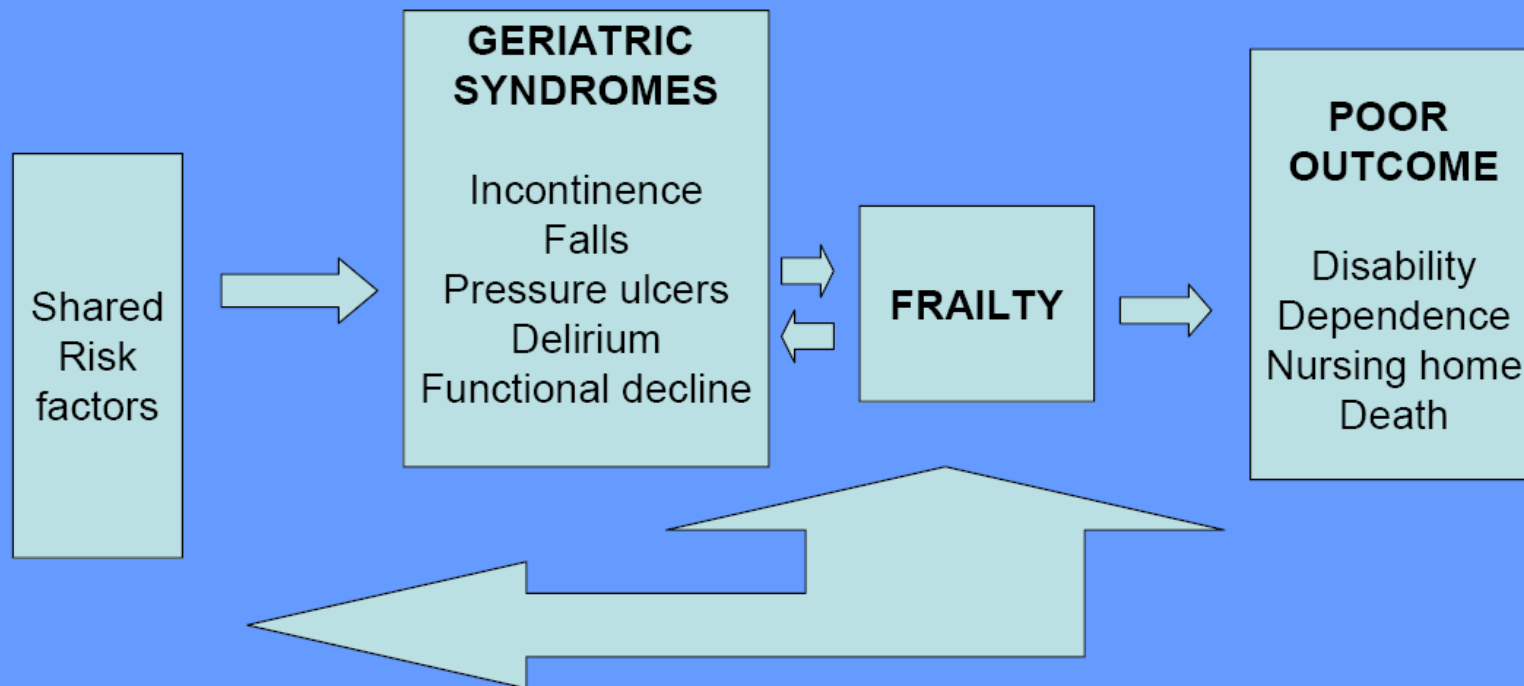 Shared
Risk
factors
GERIATRIC
SYNDROMES
Incontinence
Falls
Pressure ulcers
Delirium
Functional decline
FRAILTY
POOR
OUTCOME
Disability
Dependence
Nursing home
Death